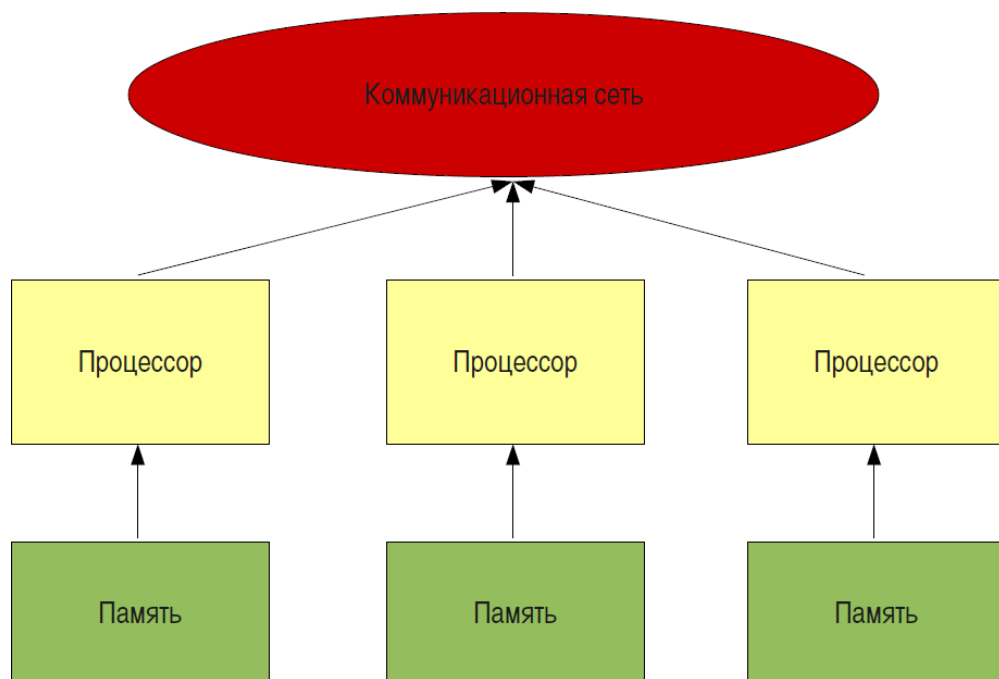 Коммуникационная сеть
Процессор
Процессор
Процессор
Память
Память
Память